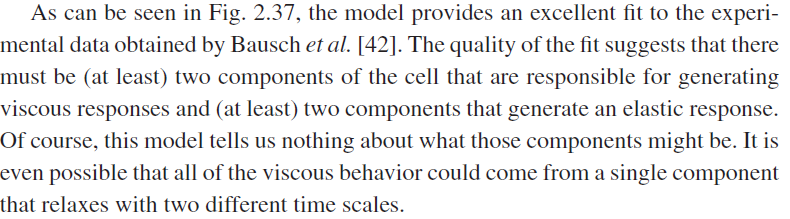 As can be seen in Fig. 2.37, the model provides an excellent fit to the experi-
mental data obtained by Bausch et al. [42]. The quality of the fit suggests that there
must be (at least) two components of the cell that are responsible for generating
viscous responses and (at least) two components that generate an elastic response.
Of course, this model tells us nothing about what those components might be. It is
even possible that all of the viscous behavior could come from a single component
that relaxes with two different time scales.